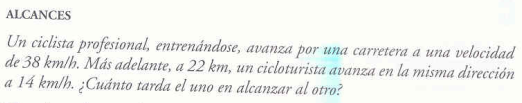 ALCANCES
Un ciclista profesional, entrenándose, avanza por una carretera a una velocidad
de 38 km/h. Más adelante, a 22 km, un cicloturista avanza en la misma dirección
a 14 km/h. ¿Cuánto tarda el uno en alcanzar al otro?